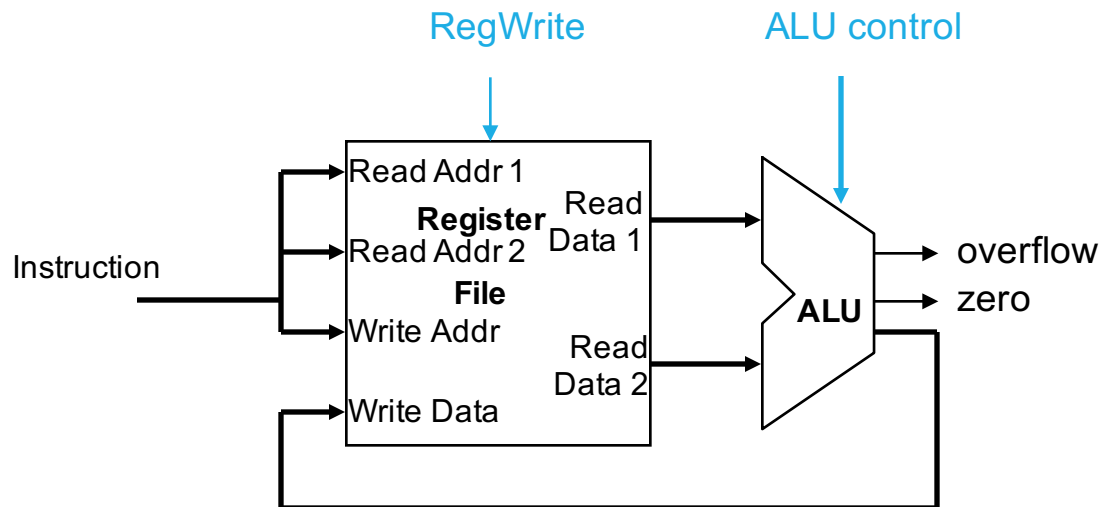 RegWrite
ALU control
Instruction
Read Addr 1
Register
Read Addr 2
File
Write Addr
Write Data
Read
Data 1
Read
Data 2
ALU
overflow
zero